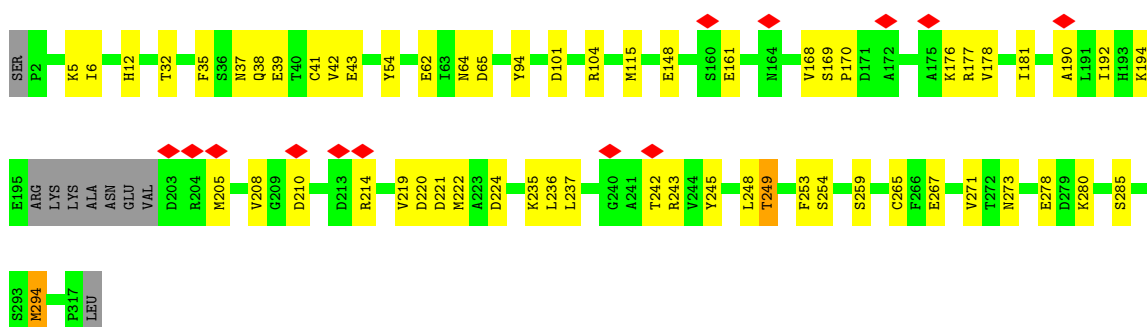 SER P2 K5 I6 H12 T32 F35 S36 N37 Q38 E39 T40 C41 V42 E43 Y54 E62 I63 N64 D65 Y94 D101 R104 M115 E148 S160 E161 N164 V168 S169 P170 D171 A172 A175 K176 R177 V178 I181 A190 L191 I192 H193 K194
E195 ARG LYS LYS ALA ASN GLU VAL D203 R204 M205 V208 G209 D210 D213 R214 V219 D220 D221 M222 A223 D224 K235 L236 L237 G240 A241 T242 R243 V244 Y245 L248 T249 F253 S254 S259 C265 F266 E267 V271 T272 N273 E278 D279 K280 S285
S293 M294 P317 LEU